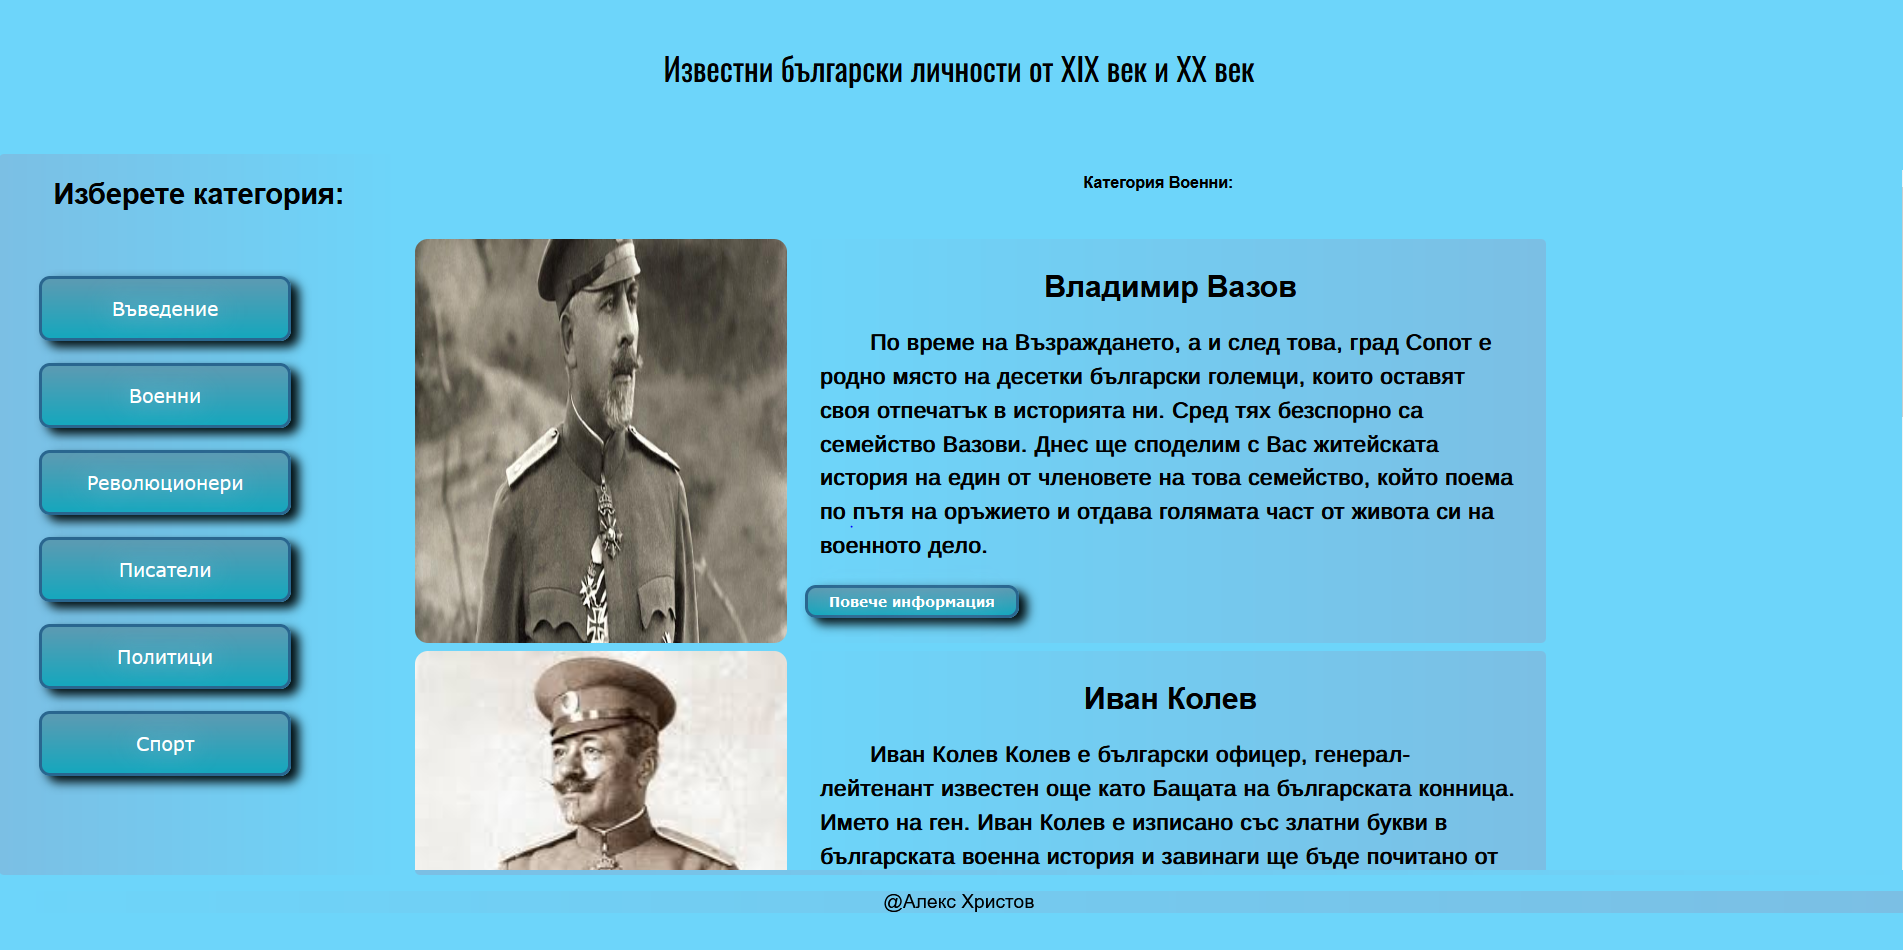 Известни български личности от XIX век и XX век
Изберете категория:
Въведение
Военни
Революционери
Писатели
Политици
Спорт
Категория Военни:
Владимир Вазов
По време на Възраждането, а и след това, град Сопот е
родно място на десетки български големци, които оставят
своя отпечатък в историята ни. Сред тях безспорно са
семейство Вазови. Днес ще споделим с Вас житейската
история на един от членовете на това семейство, който поема
по пътя на оръжието и отдава голямата част от живота си на
военното дело.
Повече информация
Иван Колев
Иван Колев Колев е български офицер, генерал-
лейтенант известен още като Бащата на българската конница.
Името на ген. Иван Колев е изписано със златни букви в
българската военна история и завинаги ще бъде почитано от
@Алекс Христов